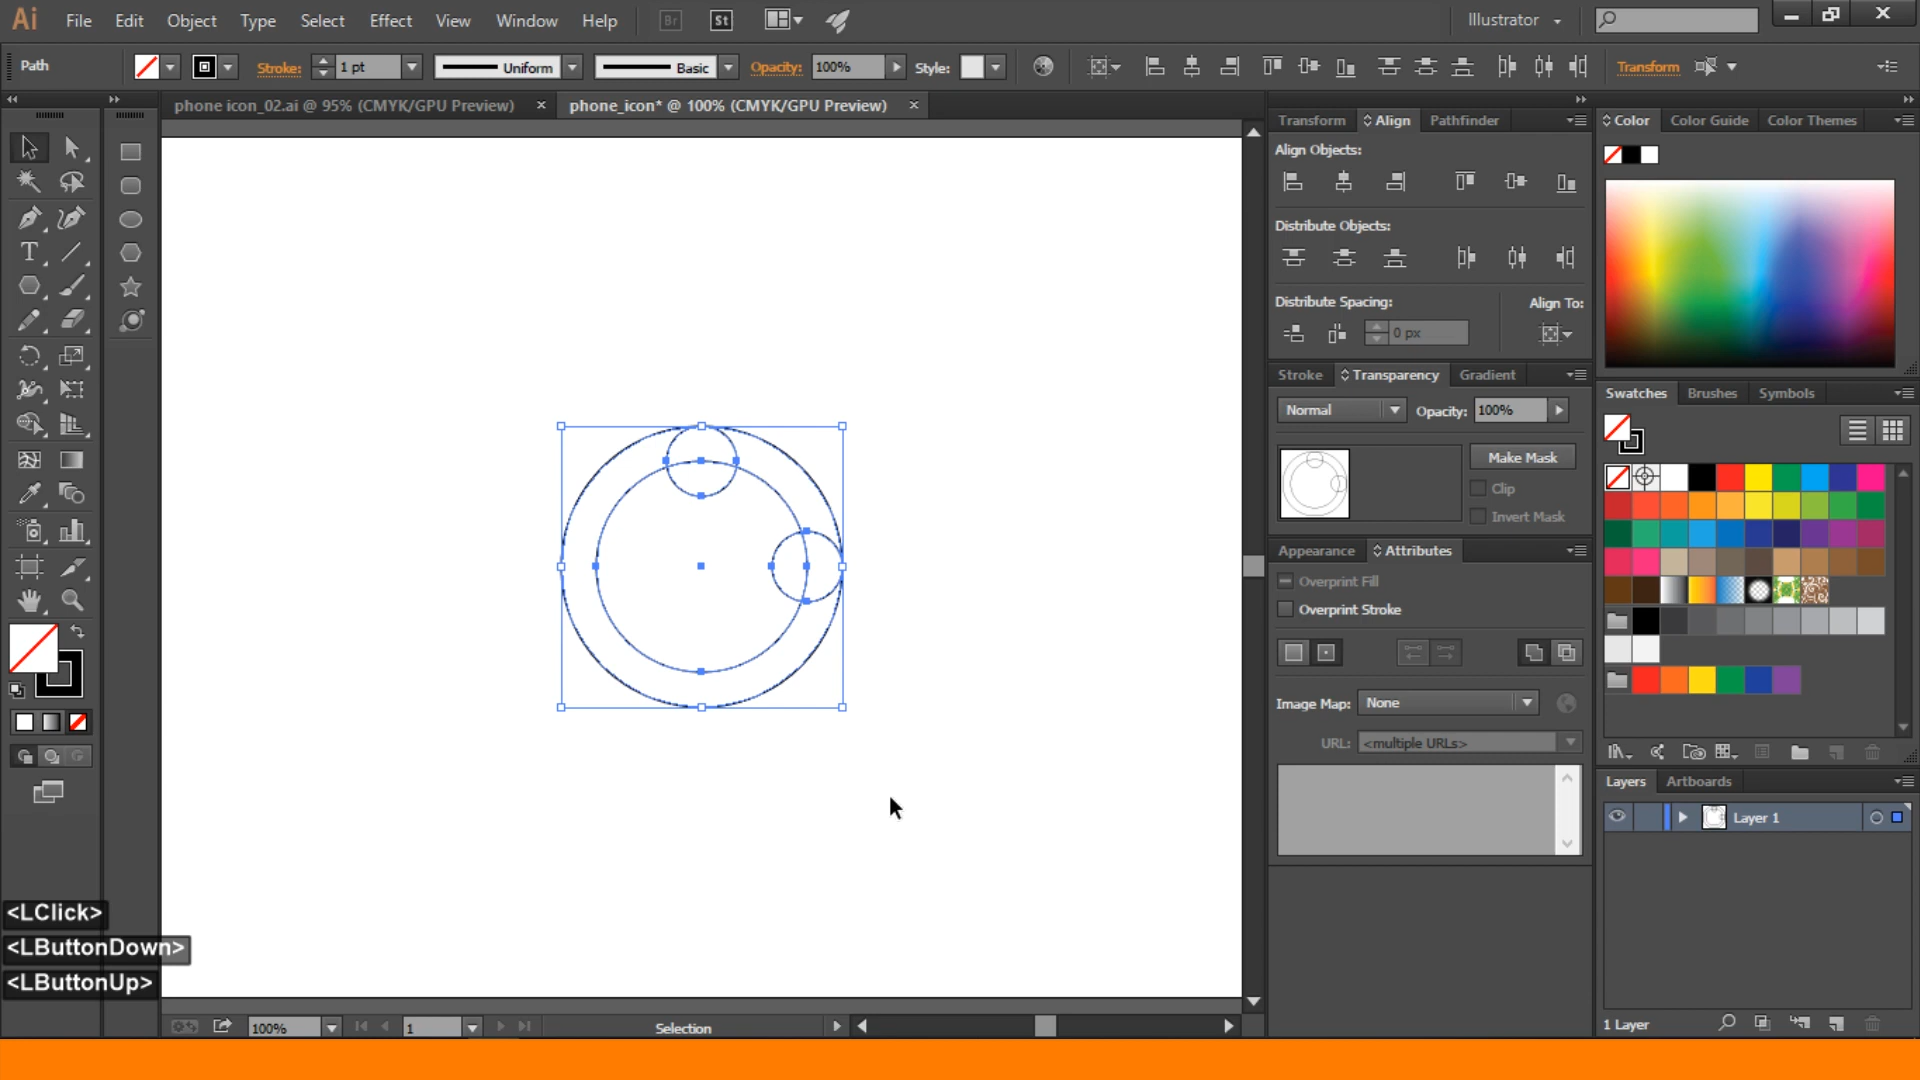 Ai File Edit Object Type Select Effect View Window Help Br St Illustrator
Path Stroke: 1 pt Uniform Basic Opacity: 100% Style: Transform
phone icon_02.ai @ 95% (CMYK/GPU Preview) × phone_icon* @ 100% (CMYK/GPU Preview) ×
Transform Align Pathfinder
Align Objects:
Distribute Objects:
Distribute Spacing: Align To:
0 px
Stroke Transparency Gradient
Normal Opacity: 100%
Make Mask
Clip
Invert Mask
Appearance Attributes
Overprint Fill
Overprint Stroke
Image Map: None
URL: <multiple URLs>
Color Color Guide Color Themes
Swatches Brushes Symbols
Layers Artboards
Layer 1
1 Layer
T
<LClick>
<LButtonDown>
<LButtonUp>
100% 1 Selection